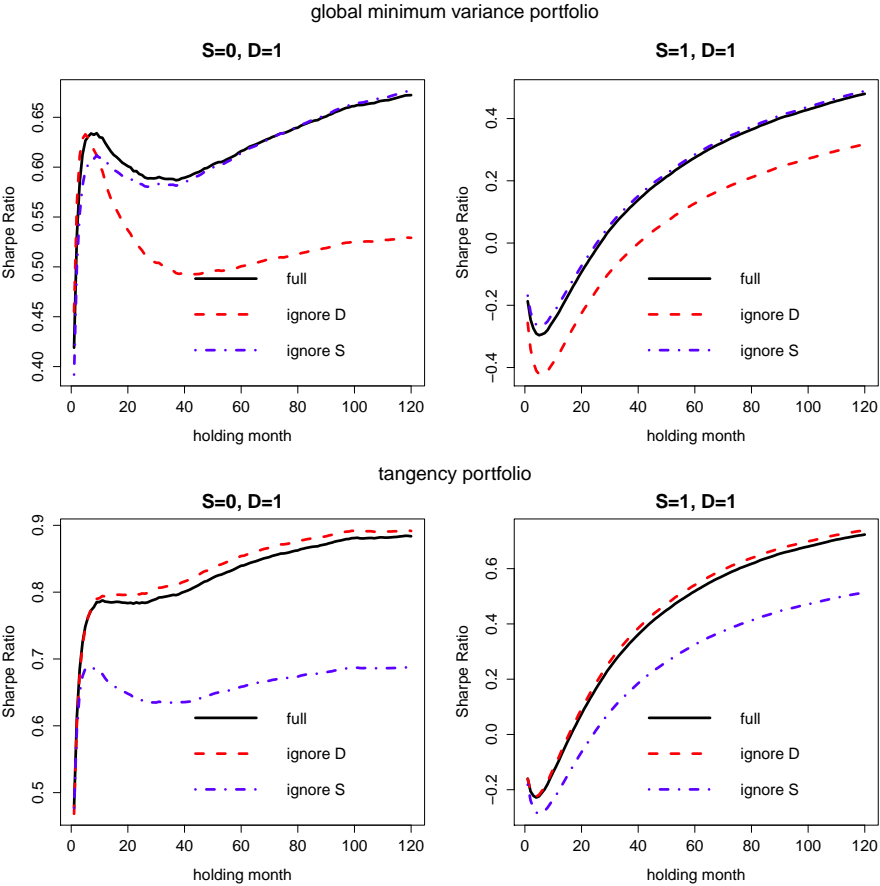 global minimum variance portfolio
S=0, D=1
Sharpe Ratio
0.65
0.60
0.55
0.50
0.45
0.40
full
ignore D
ignore S
0 20 40 60 80 100 120
holding month
S=1, D=1
Sharpe Ratio
0.4
0.2
0.0
−0.2
−0.4
full
ignore D
ignore S
0 20 40 60 80 100 120
holding month
tangency portfolio
S=0, D=1
Sharpe Ratio
0.9
0.8
0.7
0.6
0.5
full
ignore D
ignore S
0 20 40 60 80 100 120
holding month
S=1, D=1
Sharpe Ratio
0.6
0.4
0.2
0.0
−0.2
full
ignore D
ignore S
0 20 40 60 80 100 120
holding month